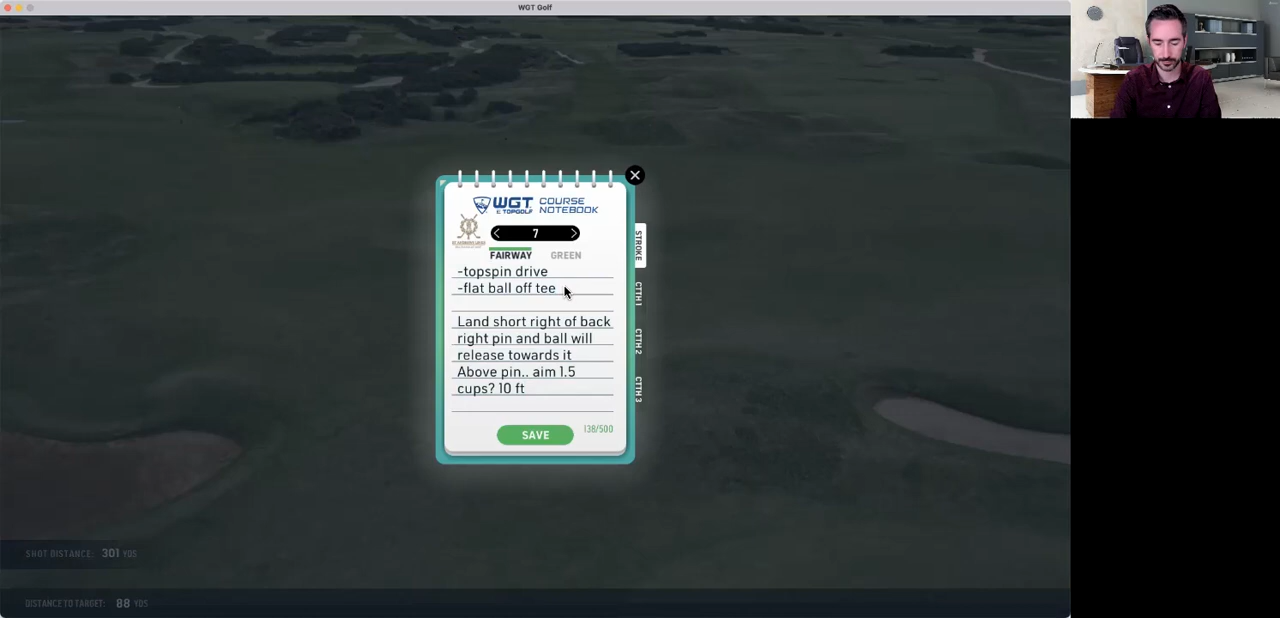 WGT Golf
WGT COURSE
BY TOPGOLF NOTEBOOK
7
FAIRWAY GREEN
-topspin drive
-flat ball off tee
Land short right of back
right pin and ball will
release towards it
Above pin.. aim 1.5
cups? 10 ft
SAVE
138/500
STROKE
CTTH 1
CTTH 2
CTTH 3
SHOT DISTANCE: 301 YDS
DISTANCE TO TARGET: 88 YDS